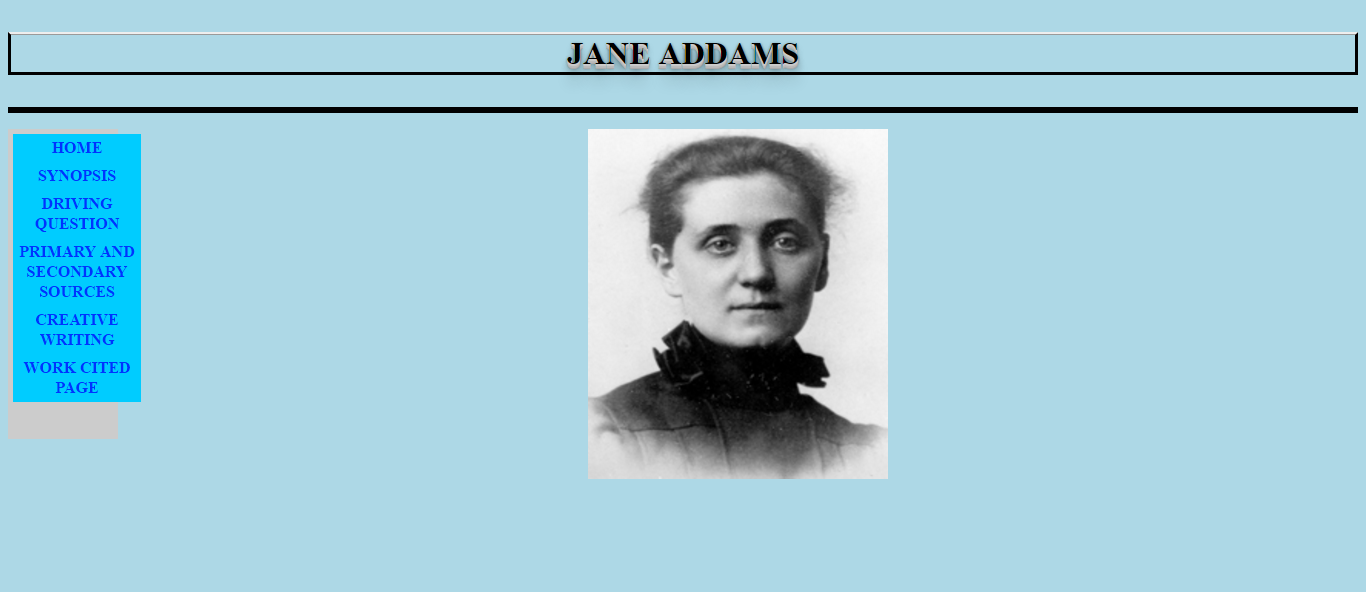 JANE ADDAMS
HOME
SYNOPSIS
DRIVING
QUESTION
PRIMARY AND
SECONDARY
SOURCES
CREATIVE
WRITING
WORK CITED
PAGE